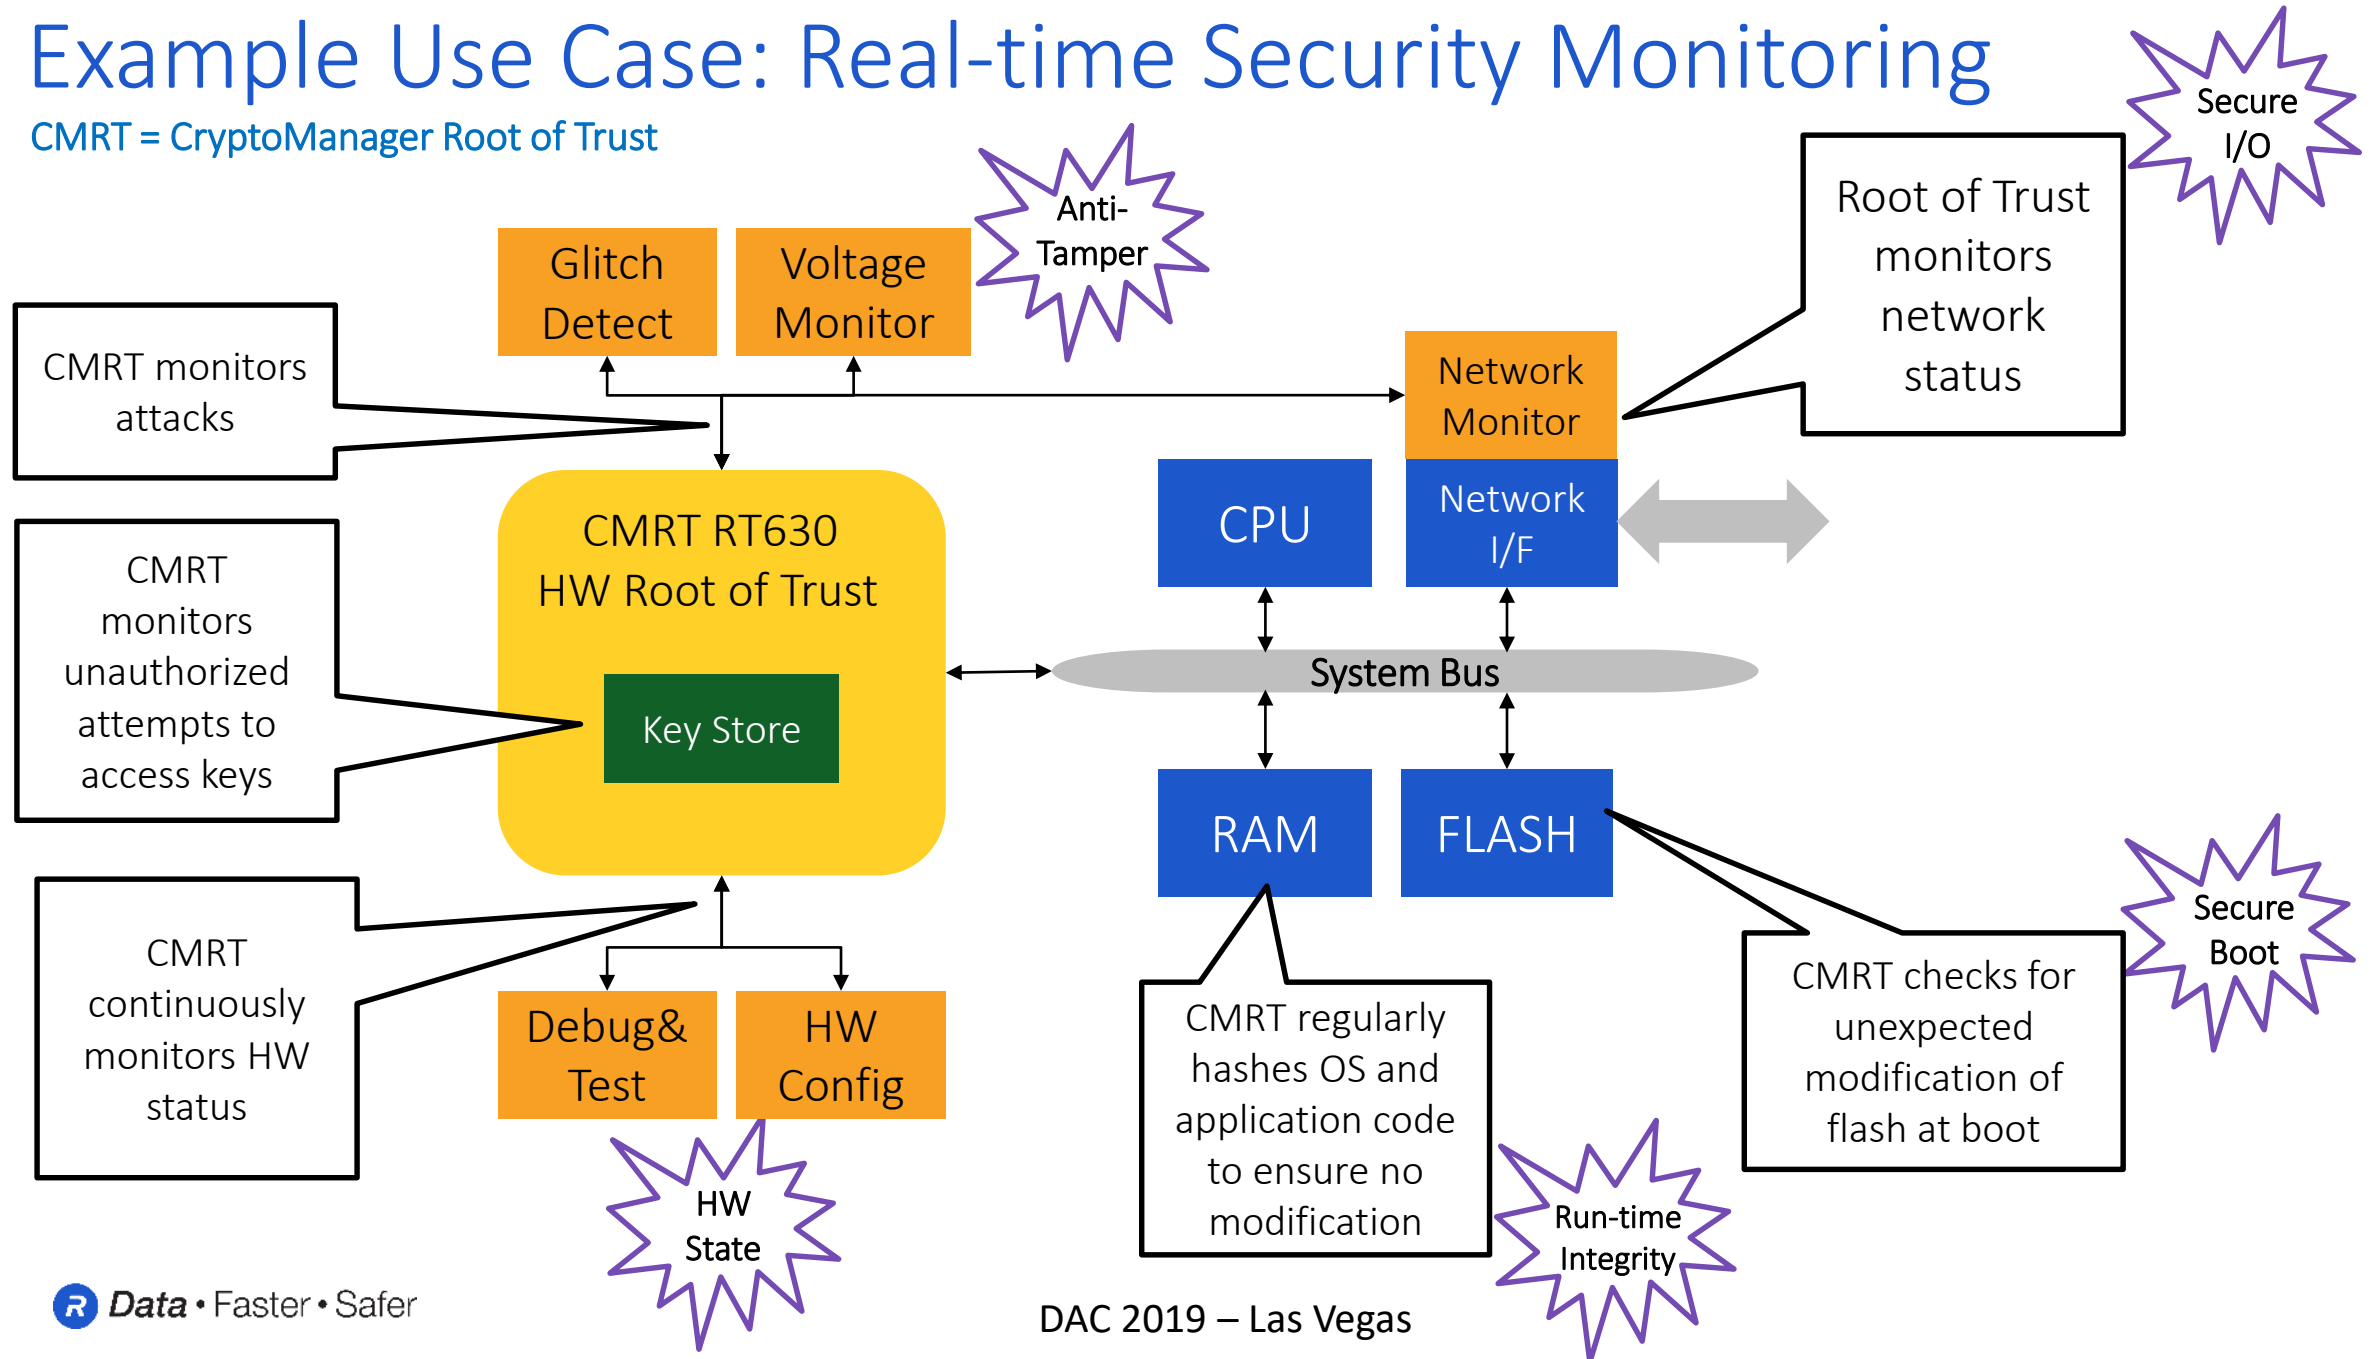 Example Use Case: Real-time Security Monitoring
CMRT = CryptoManager Root of Trust
Secure
I/O
Anti-
Tamper
Root of Trust
monitors
network
status
Glitch
Detect
Voltage
Monitor
CMRT monitors
attacks
Network
Monitor
CMRT RT630
HW Root of Trust
CPU
Network
I/F
CMRT
monitors
unauthorized
attempts to
access keys
System Bus
Key Store
RAM
FLASH
Secure
Boot
CMRT
continuously
monitors HW
status
Debug&
Test
HW
Config
CMRT regularly
hashes OS and
application code
to ensure no
modification
CMRT checks for
unexpected
modification of
flash at boot
HW
State
Run-time
Integrity
R Data • Faster • Safer
DAC 2019 – Las Vegas